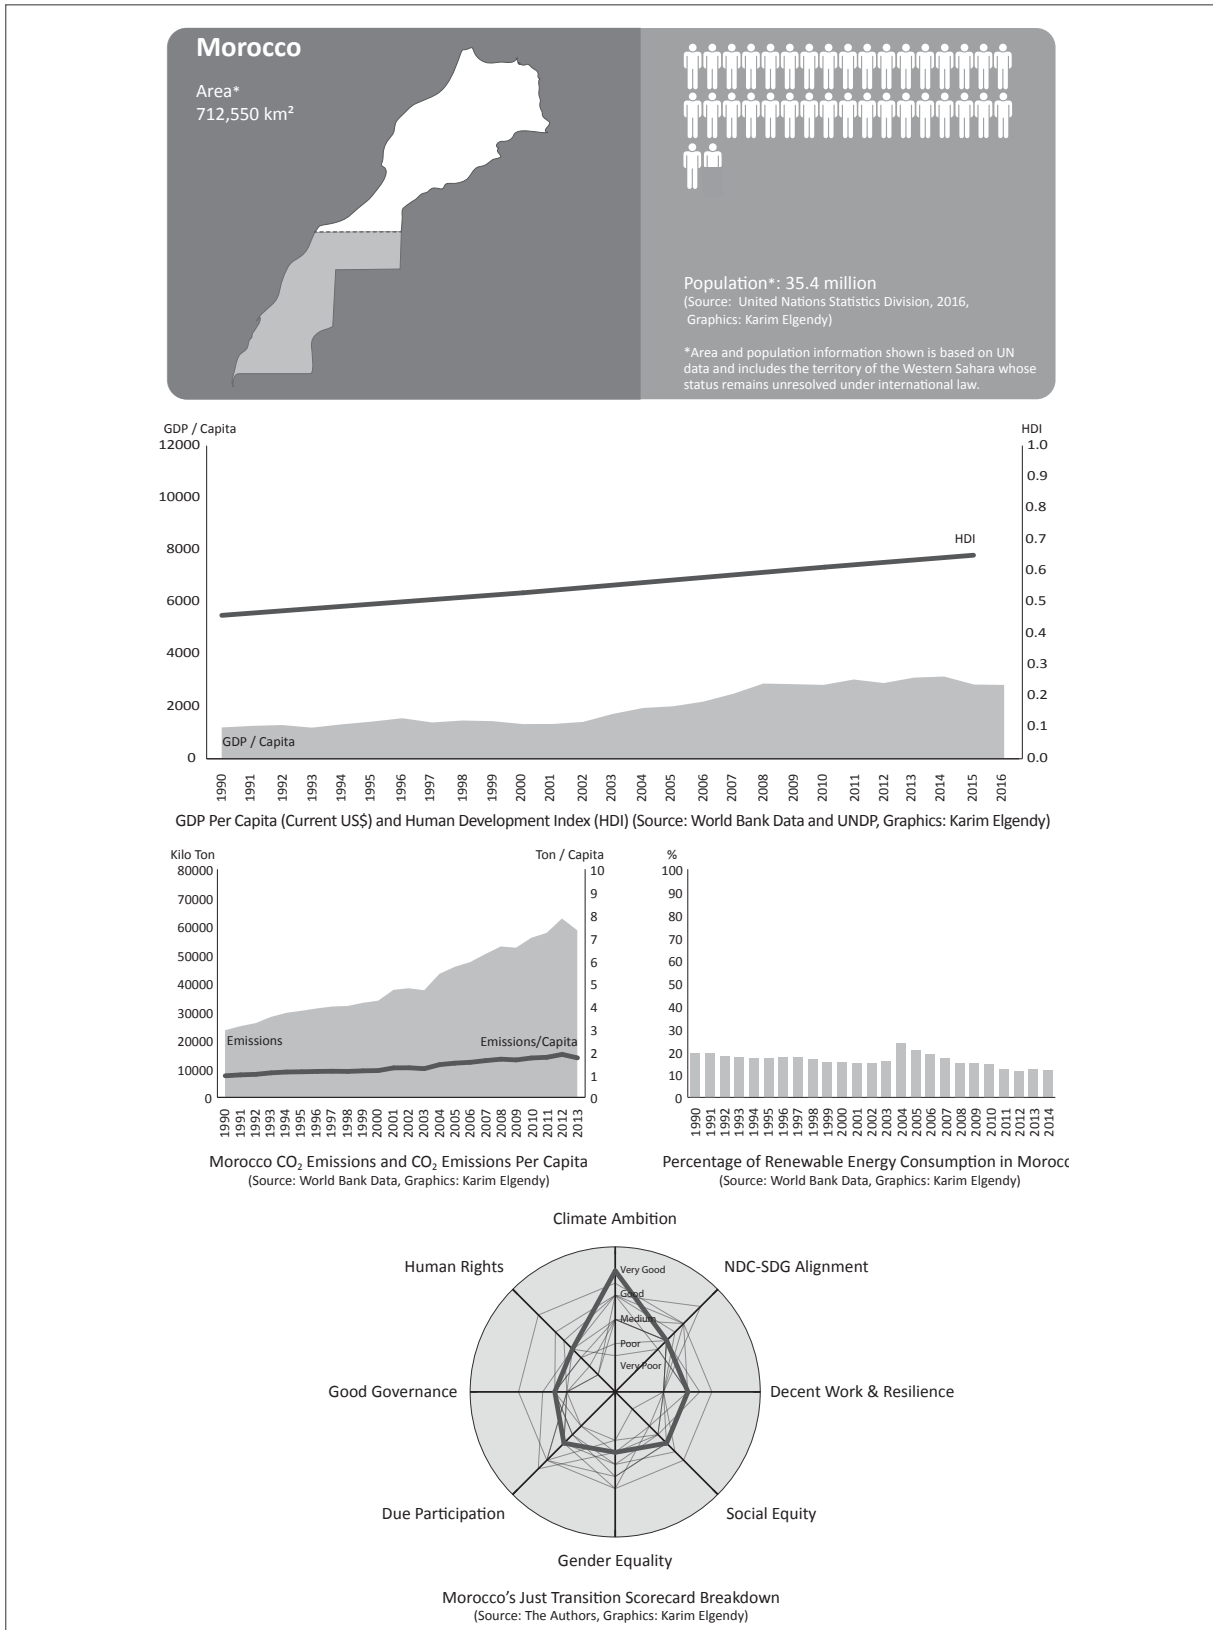 Morocco
Area*
712,550 km²
Population*: 35.4 million
(Source: United Nations Statistics Division, 2016,
Graphics: Karim Elgendy)
*Area and population information shown is based on UN
data and includes the territory of the Western Sahara whose
status remains unresolved under international law.
GDP / Capita
HDI
12000
10000
8000
6000
4000
2000
0
1.0
0.9
0.8
0.7
0.6
0.5
0.4
0.3
0.2
0.1
0.0
HDI
GDP / Capita
1990 1991 1992 1993 1994 1995 1996 1997 1998 1999 2000 2001 2002 2003 2004 2005 2006 2007 2008 2009 2010 2011 2012 2013 2014 2015 2016
GDP Per Capita (Current US$) and Human Development Index (HDI) (Source: World Bank Data and UNDP, Graphics: Karim Elgendy)
Kilo Ton
Ton / Capita
80000
70000
60000
50000
40000
30000
20000
10000
0
10
9
8
7
6
5
4
3
2
1
0
Emissions
Emissions/Capita
1990 1991 1992 1993 1994 1995 1996 1997 1998 1999 2000 2001 2002 2003 2004 2005 2006 2007 2008 2009 2010 2011 2012 2013
Morocco CO₂ Emissions and CO₂ Emissions Per Capita
(Source: World Bank Data, Graphics: Karim Elgendy)
%
100
90
80
70
60
50
40
30
20
10
0
1990 1991 1992 1993 1994 1995 1996 1997 1998 1999 2000 2001 2002 2003 2004 2005 2006 2007 2008 2009 2010 2011 2012 2013 2014
Percentage of Renewable Energy Consumption in Morocc
(Source: World Bank Data, Graphics: Karim Elgendy)
Climate Ambition
Human Rights
NDC-SDG Alignment
Very Good
Good
Medium
Poor
Very Poor
Good Governance
Decent Work & Resilience
Due Participation
Social Equity
Gender Equality
Morocco's Just Transition Scorecard Breakdown
(Source: The Authors, Graphics: Karim Elgendy)